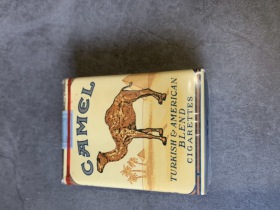 CAMEL
TURKISH & AMERICAN
BLEND
CIGARETTES